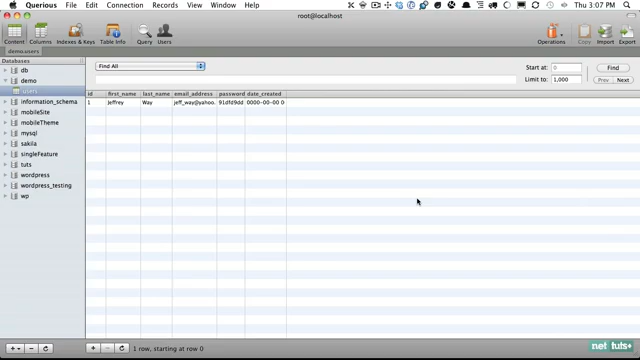 Querious File Edit Connection Records View Window Help Thu 3:07 PM
root@localhost
Content Columns Indexes & Keys Table Info Query Users Operations Copy Import Export
demo.users
Databases
db
demo
users
information_schema
mobileSite
mobileTheme
mysql
sakila
singleFeature
tuts
wordpress
wordpress_testing
wp
Find All
Start at: 0 Find
Limit to: 1,000 Prev Next
id first_name last_name email_address password date_created
1 Jeffrey Way jeff_way@yahoo. 91dfd9dd 0000-00-00 0
1 row, starting at row 0
net tuts+